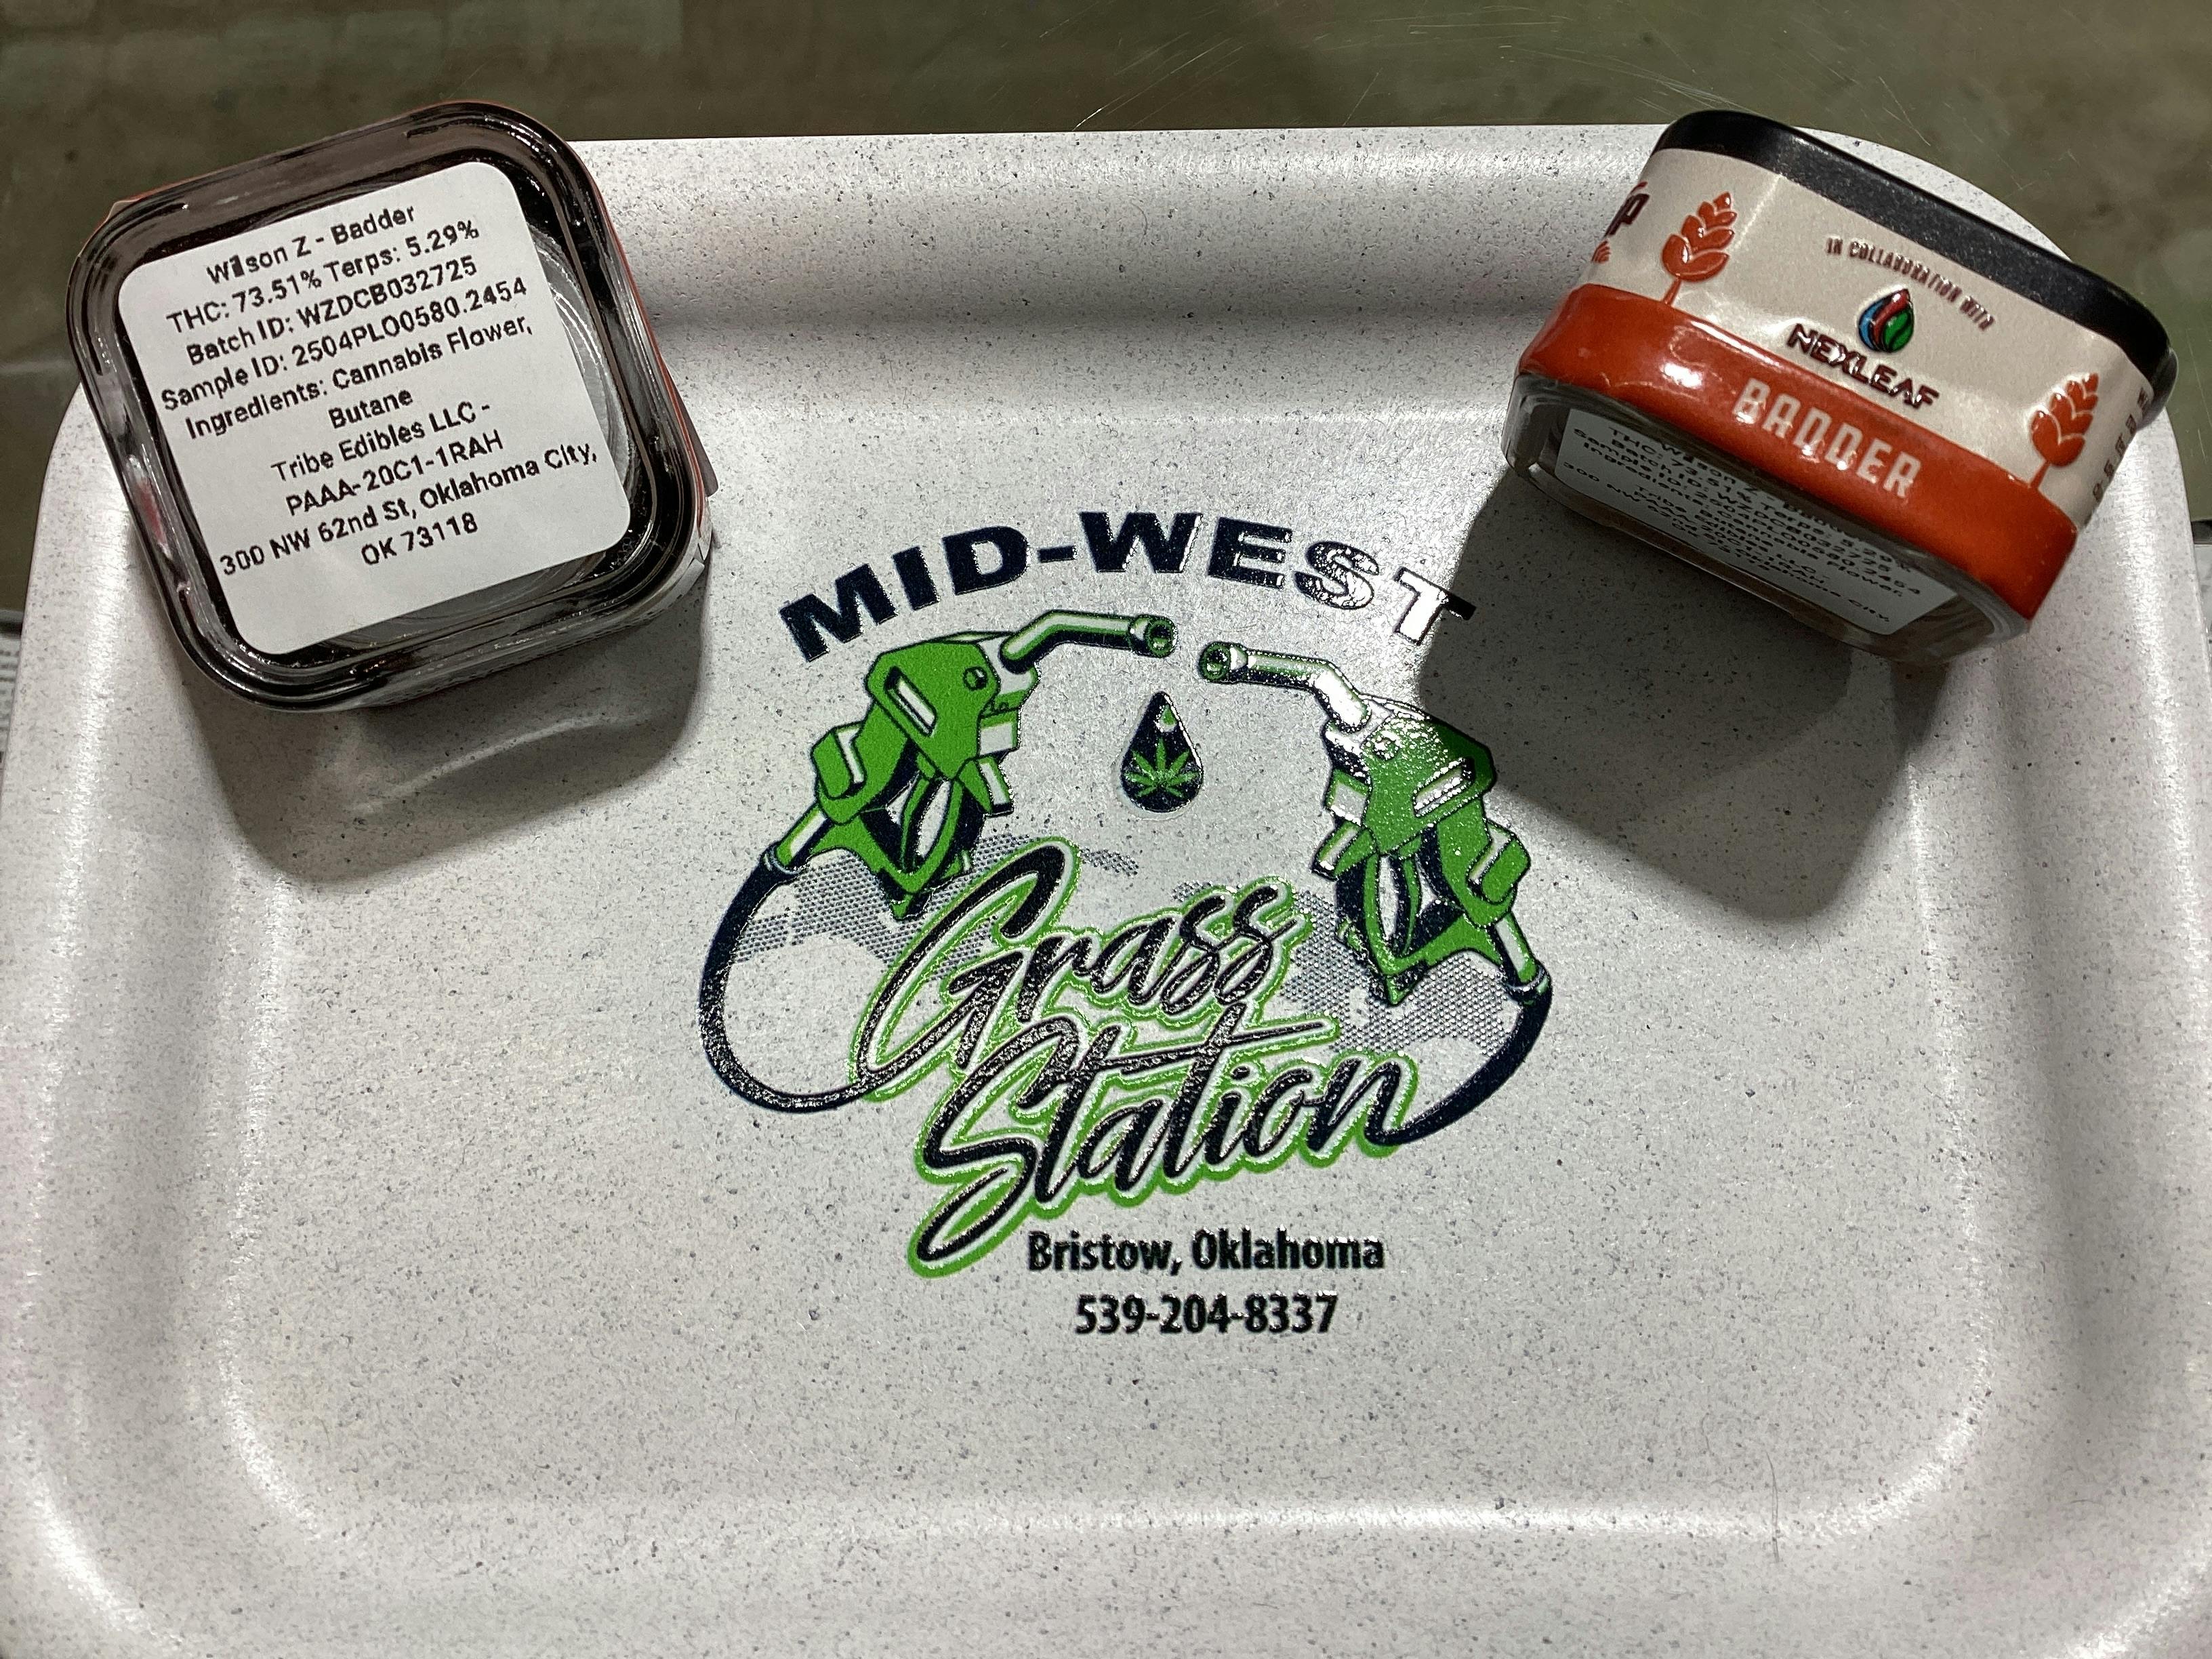 Wilson Z - Badder
THC: 73.51% Terps: 5.29%
Batch ID: WZDCB032725
Sample ID: 2504PLO0580.2454
Ingredients: Cannabis Flower,
Butane
Tribe Edibles LLC -
PAAA-20C1-1RAH
300 NW 62nd St, Oklahoma City,
OK 73118
IN COLLABORATION WITH
NEXLEAF
BADDER
MID-WEST
Grass
Station
Bristow, Oklahoma
539-204-8337